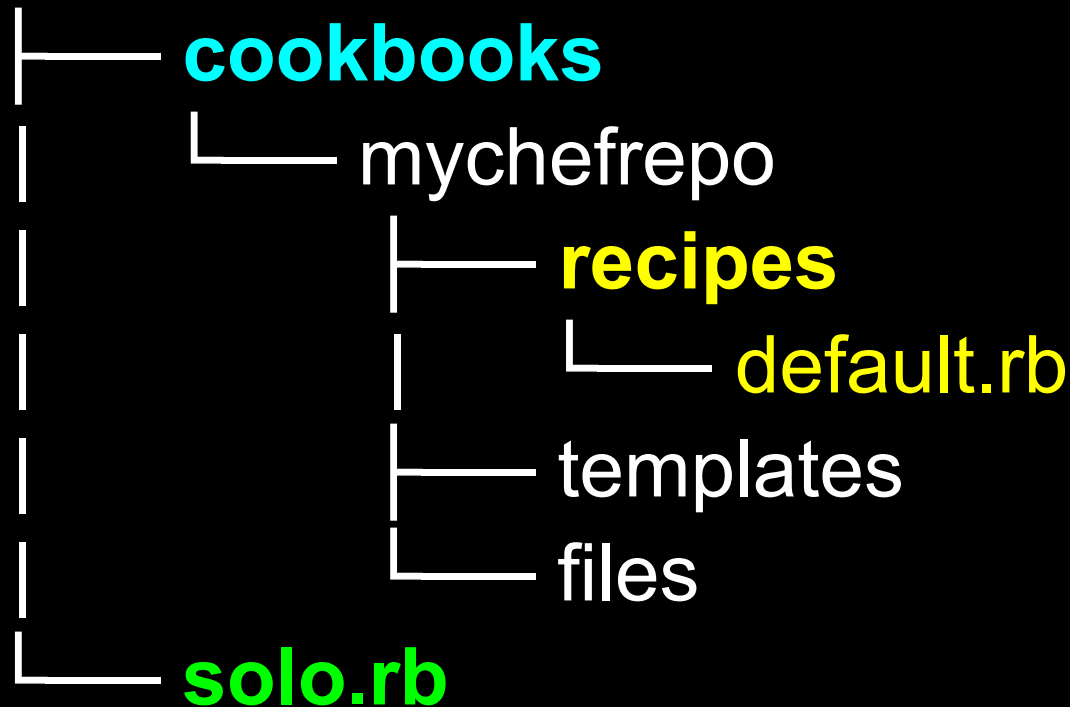 cookbooks
mychefrepo
recipes
default.rb
templates
files
solo.rb